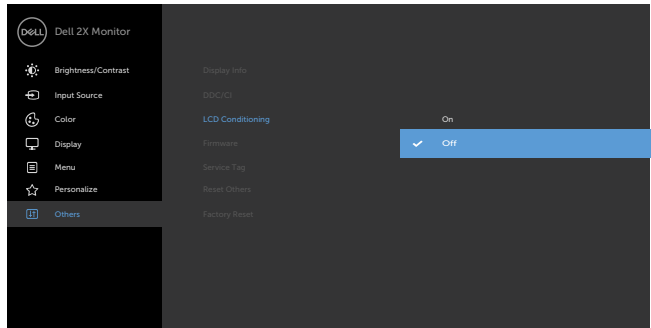 DELL
Dell 2X Monitor
Brightness/Contrast
Input Source
Color
Display
Menu
Personalize
Others
Display Info
DDC/CI
LCD Conditioning
Firmware
Service Tag
Reset Others
Factory Reset
On
Off